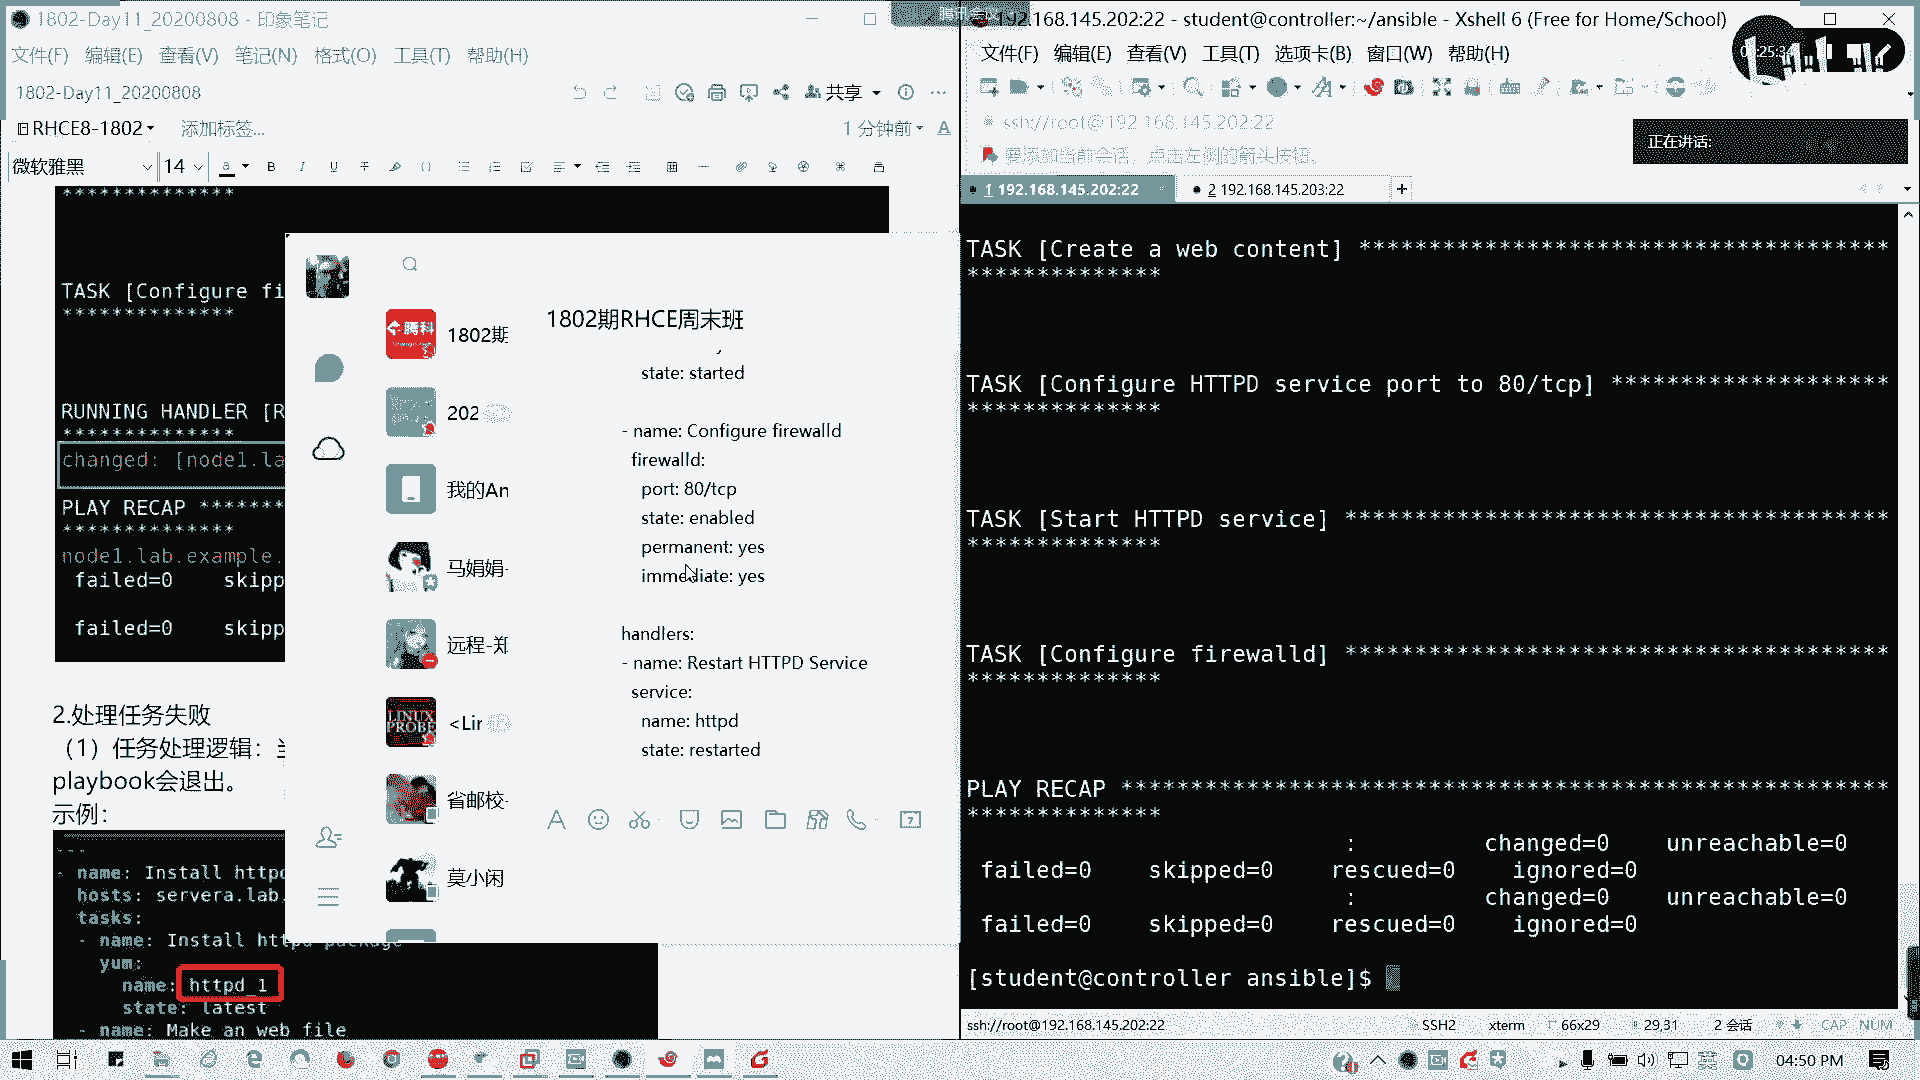 1802-Day11_20200808 - 印象笔记
文件(F) 编辑(E) 查看(V) 笔记(N) 格式(O) 工具(T) 帮助(H)
1802-Day11_20200808
共享
RHCE8-1802 添加标签...
1 分钟前
微软雅黑 14
**************
TASK [Configure fi
**************
RUNNING HANDLER [R
**************
changed: [node1.la
PLAY RECAP ********
**************
node1.lab.example.
failed=0 skipp
failed=0 skipp
2.处理任务失败
（1）任务处理逻辑：
playbook会退出。
示例：
---
- name: Install httpd
hosts: servera.lab.
tasks:
- name: Install httpd package
yum:
name: httpd_1
state: latest
- name: Make an web file
1802期
202
我的An
马娟娟-
远程-郑
<Lir
省邮校-
莫小闲
腾科
LINUX
PROBE
1802期RHCE周末班
state: started
- name: Configure firewalld
firewalld:
port: 80/tcp
state: enabled
permanent: yes
immediate: yes
handlers:
- name: Restart HTTPD Service
service:
name: httpd
state: restarted
腾讯会议
192.168.145.202:22 - student@controller:~/ansible - Xshell 6 (Free for Home/School)
文件(F) 编辑(E) 查看(V) 工具(T) 选项卡(B) 窗口(W) 帮助(H)
ssh://root@192.168.145.202:22
要添加当前会话，点击左侧的箭头按钮。
正在讲话:
1 192.168.145.202:22
2 192.168.145.203:22
TASK [Create a web content] ******************************************
**************
TASK [Configure HTTPD service port to 80/tcp] **********************
**************
TASK [Start HTTPD service] *******************************************
**************
TASK [Configure firewalld] *******************************************
**************
PLAY RECAP ************************************************************
**************
: changed=0 unreachable=0
failed=0 skipped=0 rescued=0 ignored=0
: changed=0 unreachable=0
failed=0 skipped=0 rescued=0 ignored=0
[student@controller ansible]$
ssh://root@192.168.145.202:22 SSH2 xterm 66x29 29,31 2 会话 CAP NUM
英
04:50 PM